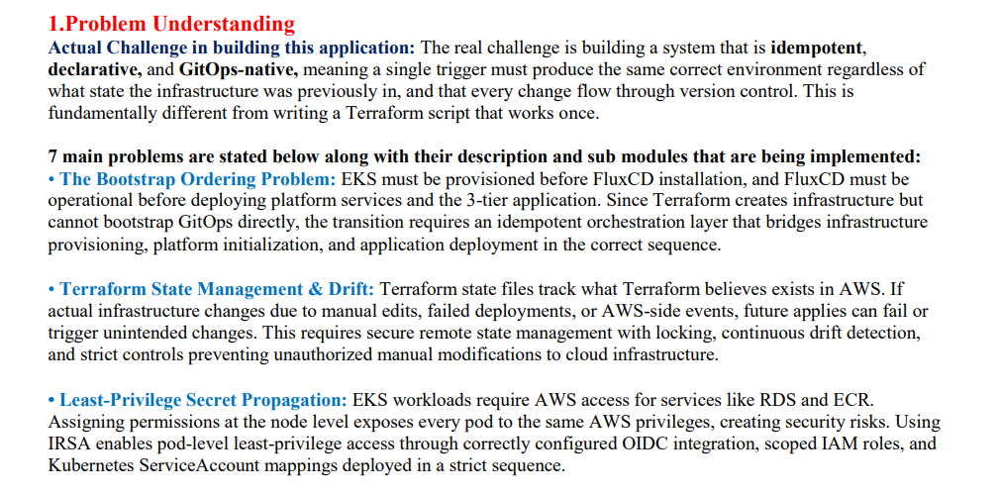 1.Problem Understanding
Actual Challenge in building this application: The real challenge is building a system that is idempotent,
declarative, and GitOps-native, meaning a single trigger must produce the same correct environment regardless of
what state the infrastructure was previously in, and that every change flow through version control. This is
fundamentally different from writing a Terraform script that works once.
7 main problems are stated below along with their description and sub modules that are being implemented:
• The Bootstrap Ordering Problem: EKS must be provisioned before FluxCD installation, and FluxCD must be
operational before deploying platform services and the 3-tier application. Since Terraform creates infrastructure but
cannot bootstrap GitOps directly, the transition requires an idempotent orchestration layer that bridges infrastructure
provisioning, platform initialization, and application deployment in the correct sequence.
• Terraform State Management & Drift: Terraform state files track what Terraform believes exists in AWS. If
actual infrastructure changes due to manual edits, failed deployments, or AWS-side events, future applies can fail or
trigger unintended changes. This requires secure remote state management with locking, continuous drift detection,
and strict controls preventing unauthorized manual modifications to cloud infrastructure.
• Least-Privilege Secret Propagation: EKS workloads require AWS access for services like RDS and ECR.
Assigning permissions at the node level exposes every pod to the same AWS privileges, creating security risks. Using
IRSA enables pod-level least-privilege access through correctly configured OIDC integration, scoped IAM roles, and
Kubernetes ServiceAccount mappings deployed in a strict sequence.